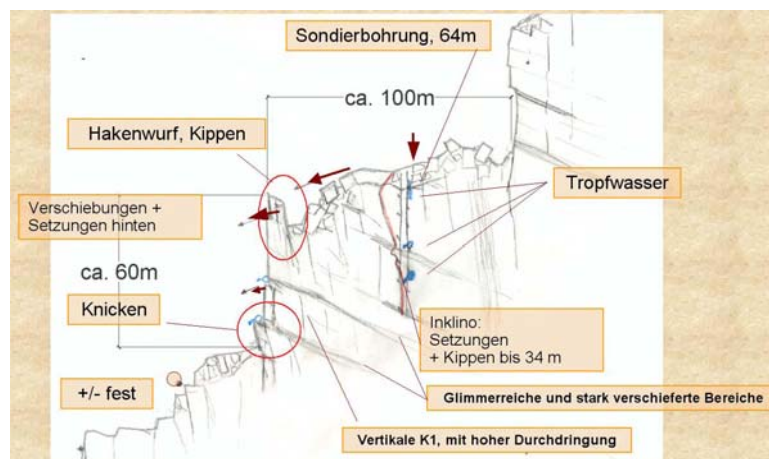 Sondierbohrung, 64m
ca. 100m
Hakenwurf, Kippen
Tropfwasser
Verschiebungen +
Setzungen hinten
ca. 60m
Knicken
Inklino:
Setzungen
+ Kippen bis 34 m
+/- fest
Glimmerreiche und stark verschieferte Bereiche
Vertikale K1, mit hoher Durchdringung